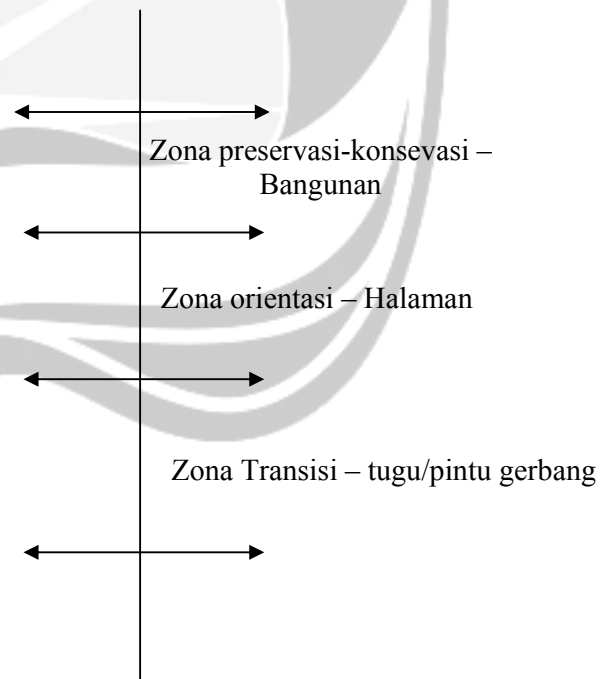 Zona preservasi-konsevasi –
Bangunan
Zona orientasi – Halaman
Zona Transisi – tugu/pintu gerbang